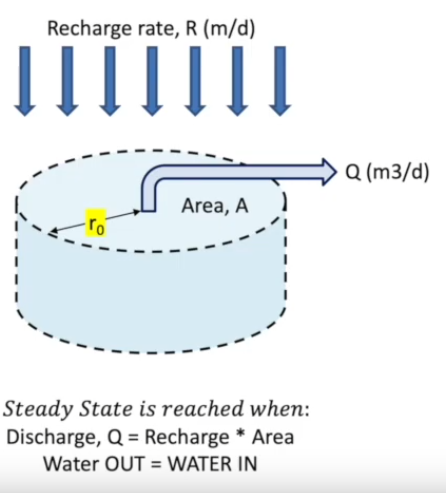 Recharge rate, R (m/d)
Q (m3/d)
Area, A
r₀
Steady State is reached when:
Discharge, Q = Recharge * Area
Water OUT = WATER IN